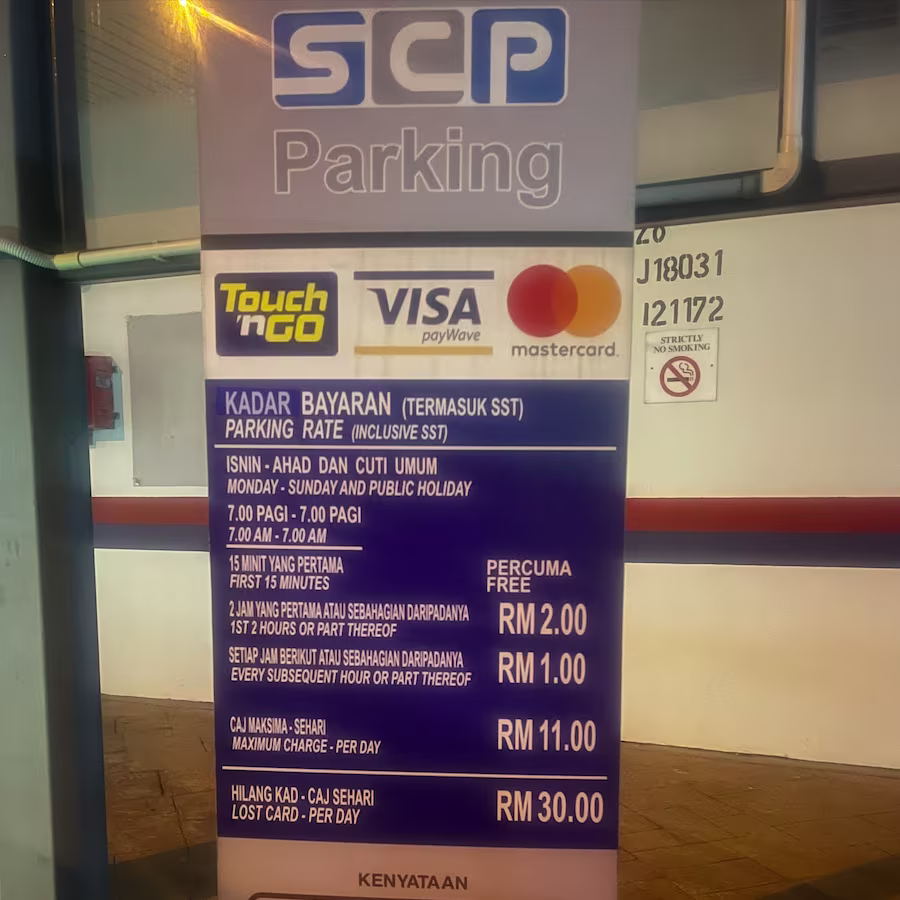 SCP
Parking
Touch
'nGO
VISA
payWave
mastercard.
28
J18031
I21172
STRICTLY
NO SMOKING
KADAR BAYARAN (TERMASUK SST)
PARKING RATE (INCLUSIVE SST)
ISNIN - AHAD DAN CUTI UMUM
MONDAY - SUNDAY AND PUBLIC HOLIDAY
7.00 PAGI - 7.00 PAGI
7.00 AM - 7.00 AM
15 MINIT YANG PERTAMA
FIRST 15 MINUTES
PERCUMA
FREE
2 JAM YANG PERTAMA ATAU SEBAHAGIAN DARIPADANYA
1ST 2 HOURS OR PART THEREOF
RM 2.00
SETIAP JAM BERIKUT ATAU SEBAHAGIAN DARIPADANYA
EVERY SUBSEQUENT HOUR OR PART THEREOF
RM 1.00
CAJ MAKSIMA - SEHARI
MAXIMUM CHARGE - PER DAY
RM 11.00
HILANG KAD - CAJ SEHARI
LOST CARD - PER DAY
RM 30.00
KENYATAAN